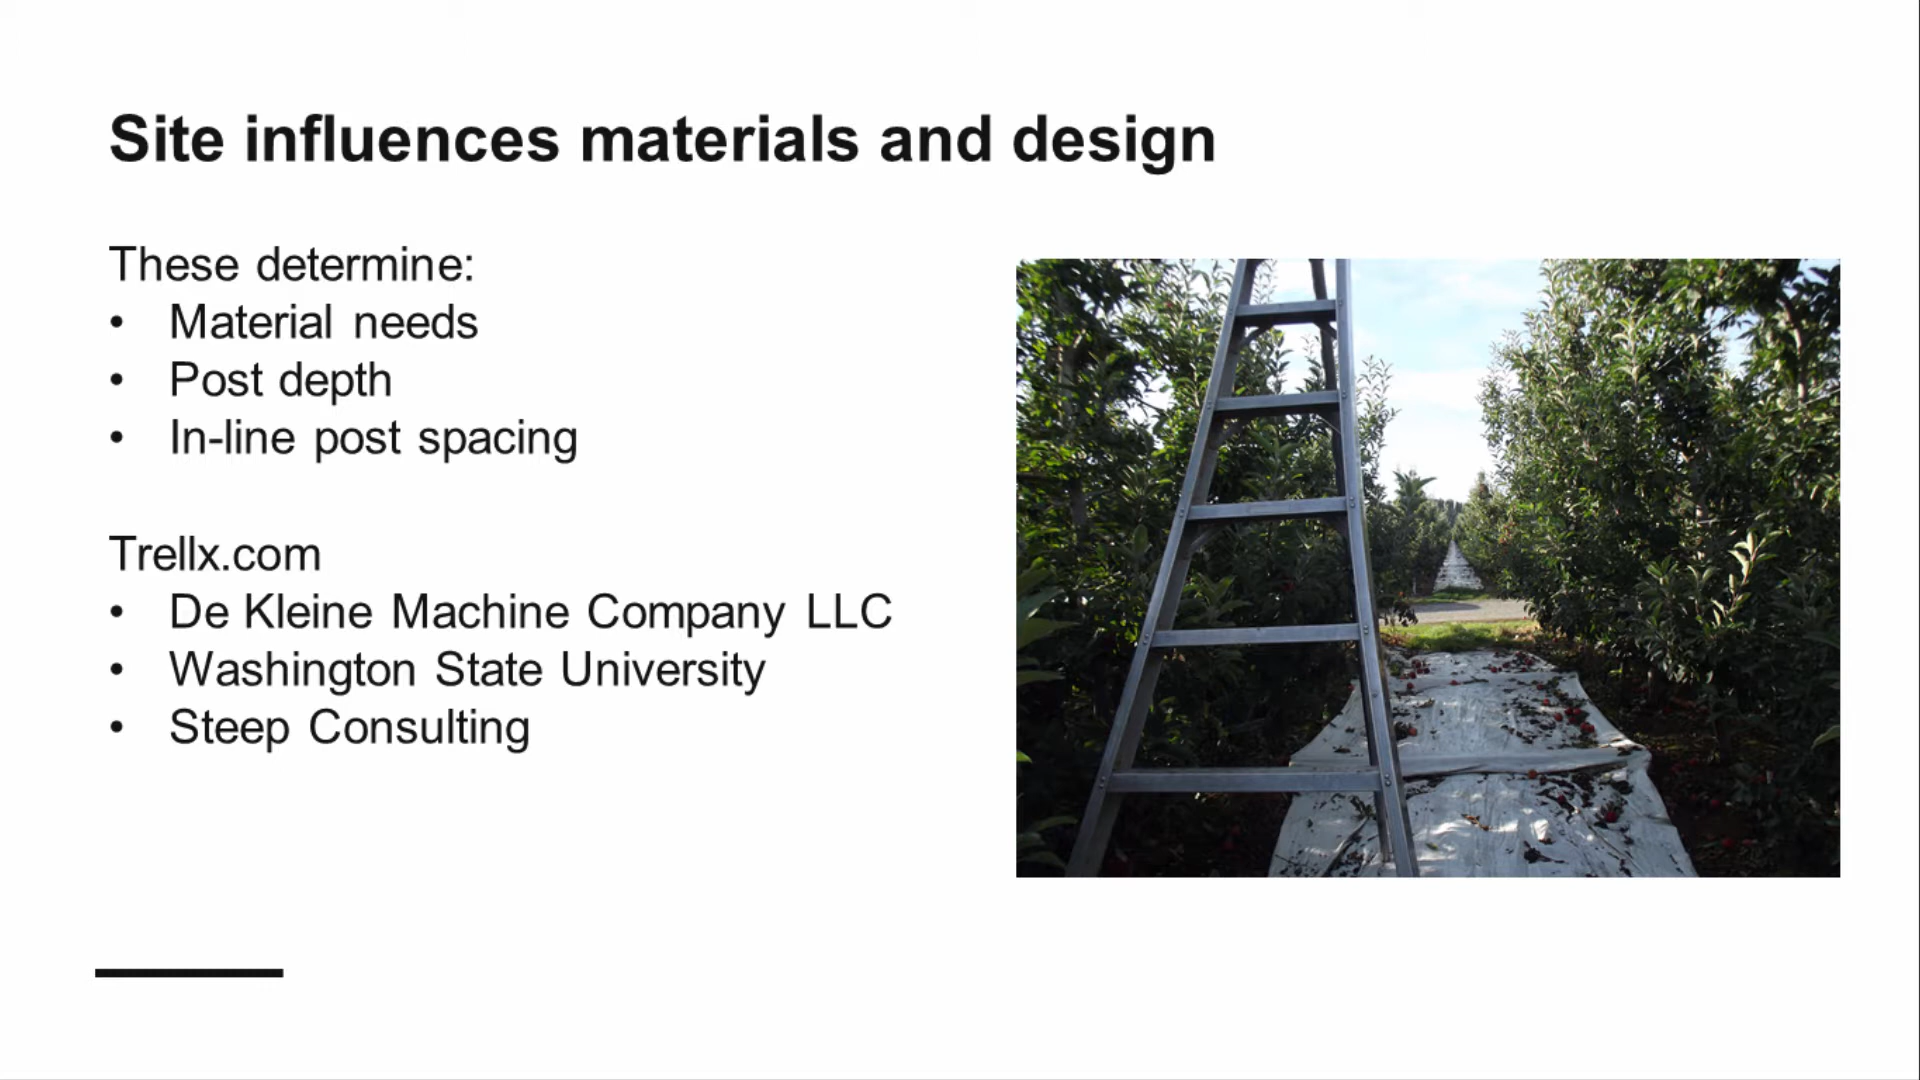 Site influences materials and design
These determine:
• Material needs
• Post depth
• In-line post spacing
Trellx.com
• De Kleine Machine Company LLC
• Washington State University
• Steep Consulting